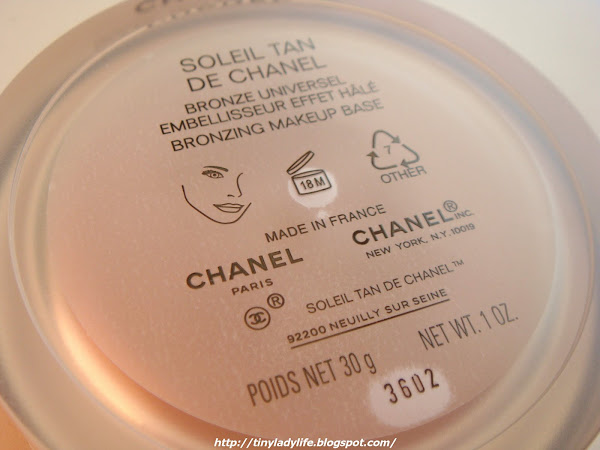 CHANEL
SOLEIL TAN
DE CHANEL
BRONZE UNIVERSEL
EMBELLISSEUR EFFET HÂLÉ
BRONZING MAKEUP BASE
18M
7
OTHER
MADE IN FRANCE
CHANEL
PARIS
CHANEL® INC.
NEW YORK, N.Y. 10019
®
SOLEIL TAN DE CHANEL™
92200 NEUILLY SUR SEINE
POIDS NET 30 g NET WT. 1 OZ.
3602
http://tinyladylife.blogspot.com/